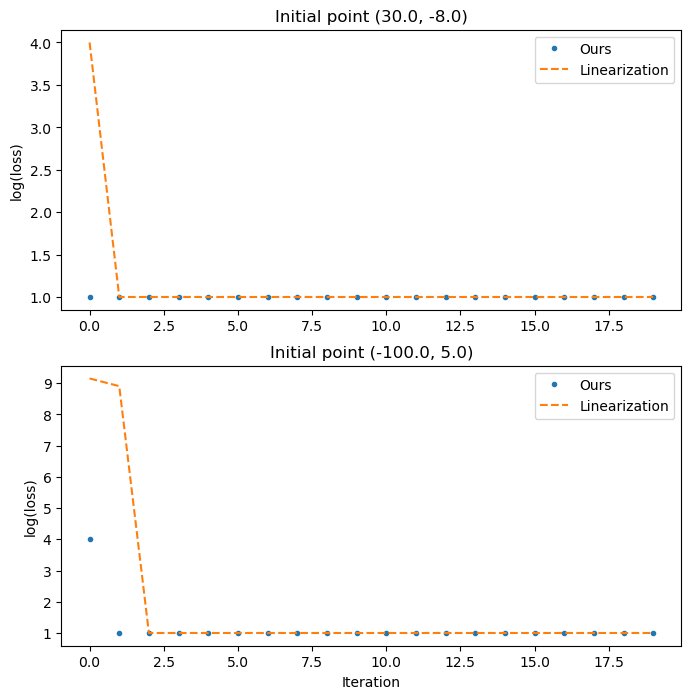 Initial point (30.0, -8.0)
4.0
3.5
3.0
2.5
2.0
1.5
1.0
log(loss)
Ours
Linearization
0.0 2.5 5.0 7.5 10.0 12.5 15.0 17.5
Initial point (-100.0, 5.0)
9
8
7
6
5
4
3
2
1
log(loss)
Ours
Linearization
0.0 2.5 5.0 7.5 10.0 12.5 15.0 17.5
Iteration